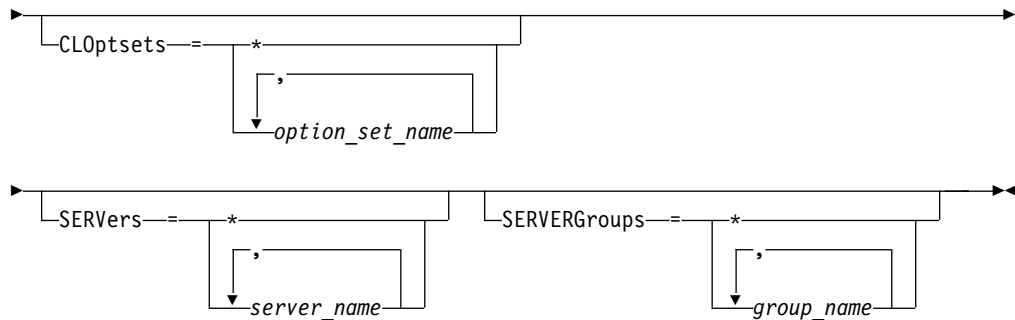 CLOptsets = *
,
option_set_name
SERVers = * SERVERGroups = *
, ,
server_name group_name